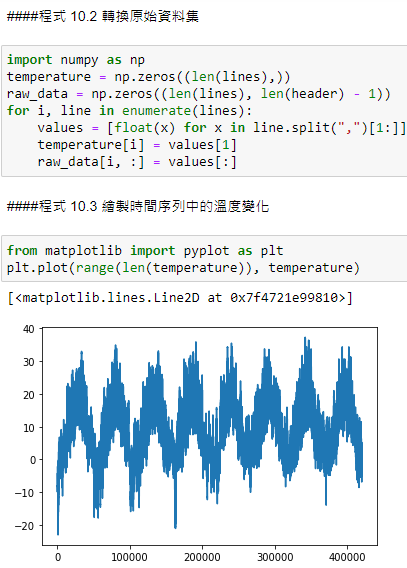 ####程式 10.2 轉換原始資料集
import numpy as np
temperature = np.zeros((len(lines),))
raw_data = np.zeros((len(lines), len(header) - 1))
for i, line in enumerate(lines):
    values = [float(x) for x in line.split(",")[1:]]
    temperature[i] = values[1]
    raw_data[i, :] = values[:]
####程式 10.3 繪製時間序列中的溫度變化
from matplotlib import pyplot as plt
plt.plot(range(len(temperature)), temperature)
[<matplotlib.lines.Line2D at 0x7f4721e99810>]
40
30
20
10
0
−10
−20
0 100000 200000 300000 400000